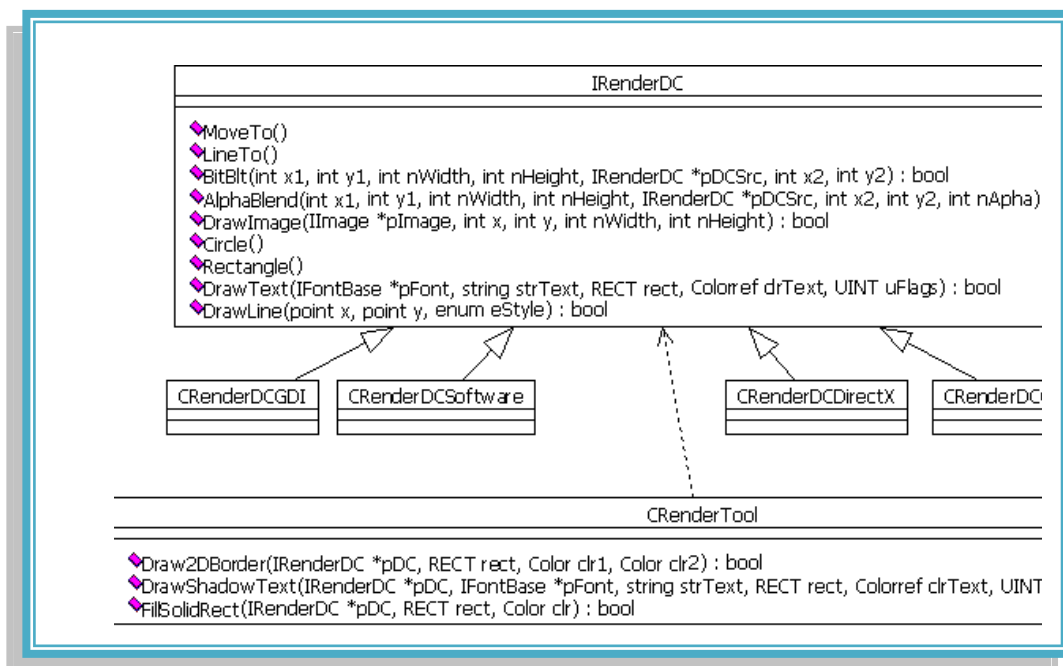 IRenderDC
MoveTo()
LineTo()
BitBlt(int x1, int y1, int nWidth, int nHeight, IRenderDC *pDCSrc, int x2, int y2) : bool
AlphaBlend(int x1, int y1, int nWidth, int nHeight, IRenderDC *pDCSrc, int x2, int y2, int nApha)
DrawImage(IImage *pImage, int x, int y, int nWidth, int nHeight) : bool
Circle()
Rectangle()
DrawText(IFontBase *pFont, string strText, RECT rect, Colorref clrText, UINT uFlags) : bool
DrawLine(point x, point y, enum eStyle) : bool
CRenderDCGDI CRenderDCSoftware CRenderDCDirectX
CRenderTool
Draw2DBorder(IRenderDC *pDC, RECT rect, Color clr1, Color clr2) : bool
DrawShadowText(IRenderDC *pDC, IFontBase *pFont, string strText, RECT rect, Colorref clrText, UINT
FillSolidRect(IRenderDC *pDC, RECT rect, Color clr) : bool